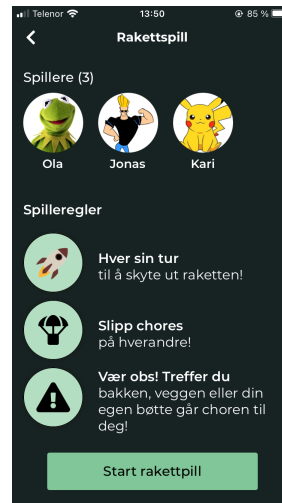 Telenor 13:50 85 %
Rakettspill
Spillere (3)
Ola Jonas Kari
Spilleregler
Hver sin tur
til å skyte ut raketten!
Slipp chores
på hverandre!
Vær obs! Treffer du
bakken, veggen eller din
egen bøtte går choren til
deg!
Start rakettpill